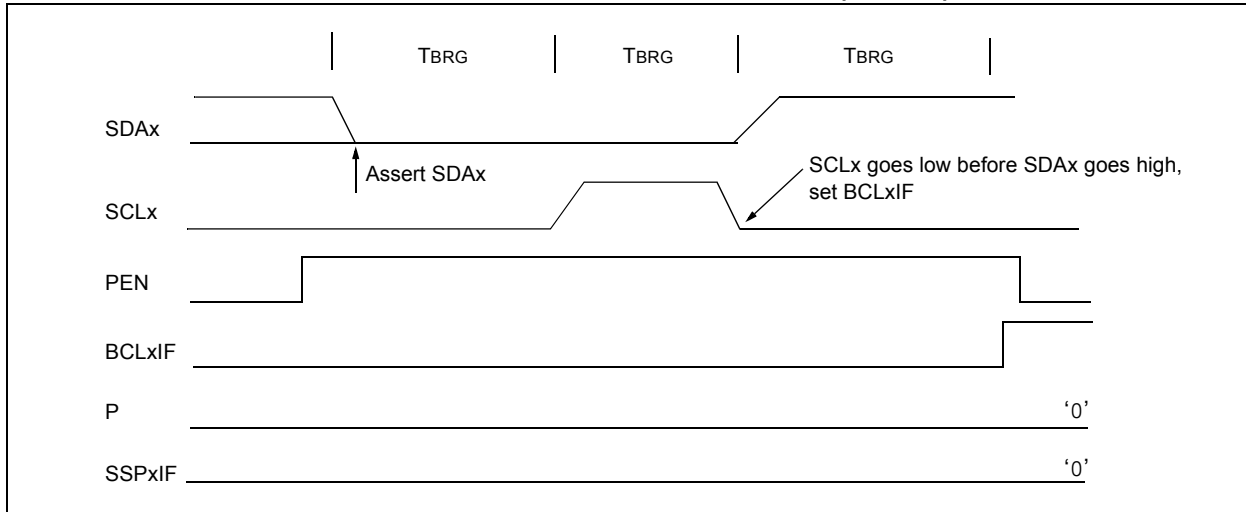 TBRG TBRG TBRG
SDAx
Assert SDAx
SCLx goes low before SDAx goes high,
set BCLxIF
SCLx
PEN
BCLxIF
P ‘0’
SSPxIF ‘0’